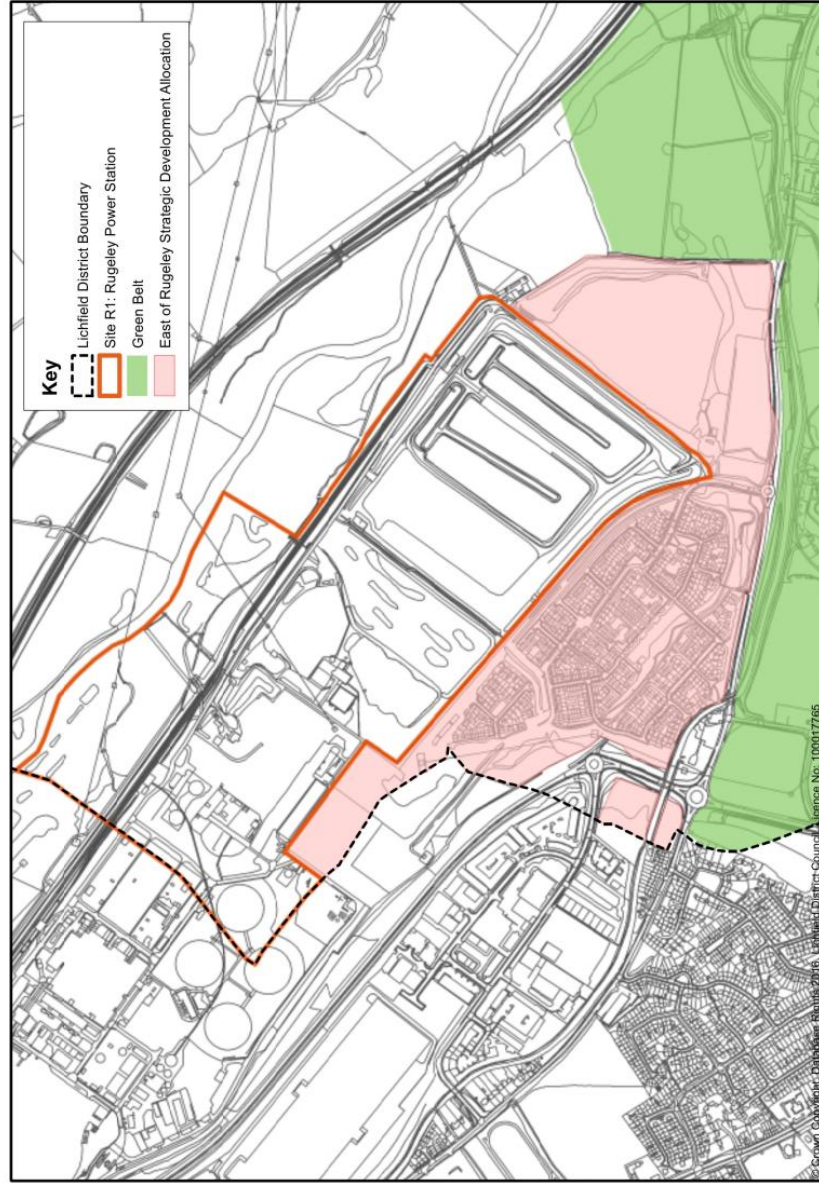 Key
Lichfield District Boundary
Site R1: Rugeley Power Station
Green Belt
East of Rugeley Strategic Development Allocation
© Crown Copyright: Database Rights 2016. Lichfield District Council. Licence No: 100017765